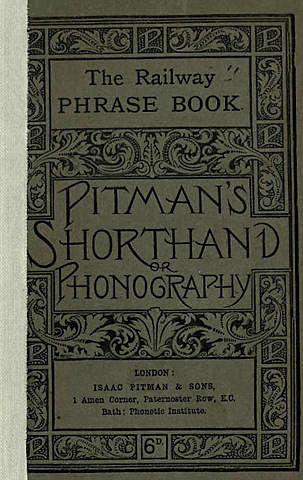 The Railway
PHRASE BOOK.
PITMAN'S
SHORTHAND
OR
PHONOGRAPHY
LONDON:
ISAAC PITMAN & SONS,
1 Amen Corner, Paternoster Row, E.C.
Bath: Phonetic Institute.
6D.